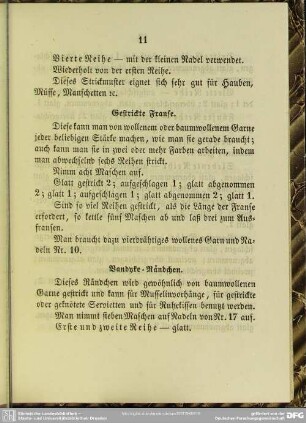 11
Vierte Reihe — mit der kleinen Nadel verwendet.
Wiederholt von der ersten Reihe.
Dieses Strickmuster eignet sich sehr gut für Hauben,
Müffe, Manschetten ꝛc.
Gestrickte Franse.
Diese kann man von wollenem oder baumwollenem Garne
jeder beliebigen Stärke machen, wie man sie gerade braucht;
auch kann man sie in zwei oder mehr Farben arbeiten, indem
man abwechselnd sechs Reihen strickt.
Nimm acht Maschen auf.
Glatt gestrickt 2; aufgeschlagen 1; glatt abgenommen
2; glatt 1; aufgeschlagen 1; glatt abgenommen 2; glatt 1.
Sind so viel Reihen gestrickt, als die Länge der Franse
erfordert, so kettle fünf Maschen ab und laß drei zum Aus-
fransen.
Man braucht dazu vierdrähtiges wollenes Garn und Na-
deln Nr. 10.
Vandyke-Rändchen.
Dieses Rändchen wird gewöhnlich von baumwollenen
Garne gestrickt und kann für Musselinvorhänge, für gestrickte
oder geknötete Servietten und für Ruhekissen benutzt werden.
Man nimmt sieben Maschen auf Nadeln von Nr. 17 auf.
Erste und zweite Reihe — glatt.